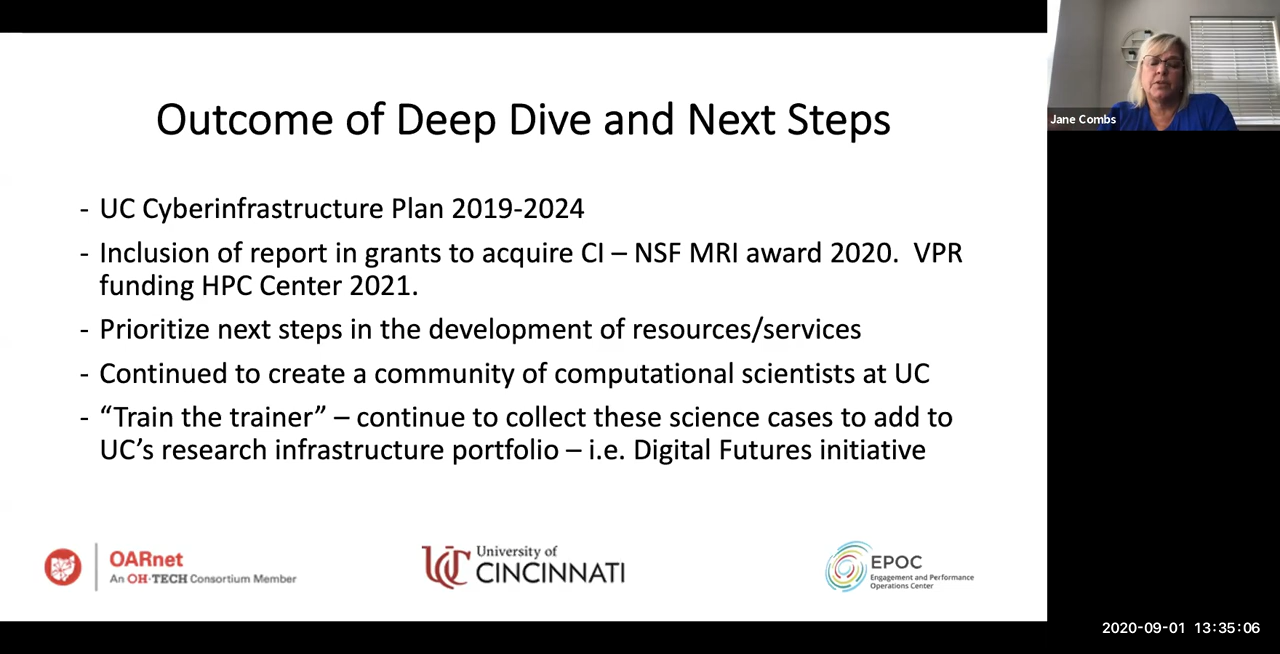 Outcome of Deep Dive and Next Steps
- UC Cyberinfrastructure Plan 2019-2024
- Inclusion of report in grants to acquire CI – NSF MRI award 2020.  VPR
funding HPC Center 2021.
- Prioritize next steps in the development of resources/services
- Continued to create a community of computational scientists at UC
- “Train the trainer” – continue to collect these science cases to add to
UC’s research infrastructure portfolio – i.e. Digital Futures initiative
OARnet
An OH·TECH Consortium Member
UC
University of
CINCINNATI
EPOC
Engagement and Performance
Operations Center
Jane Combs
2020-09-01 13:35:06